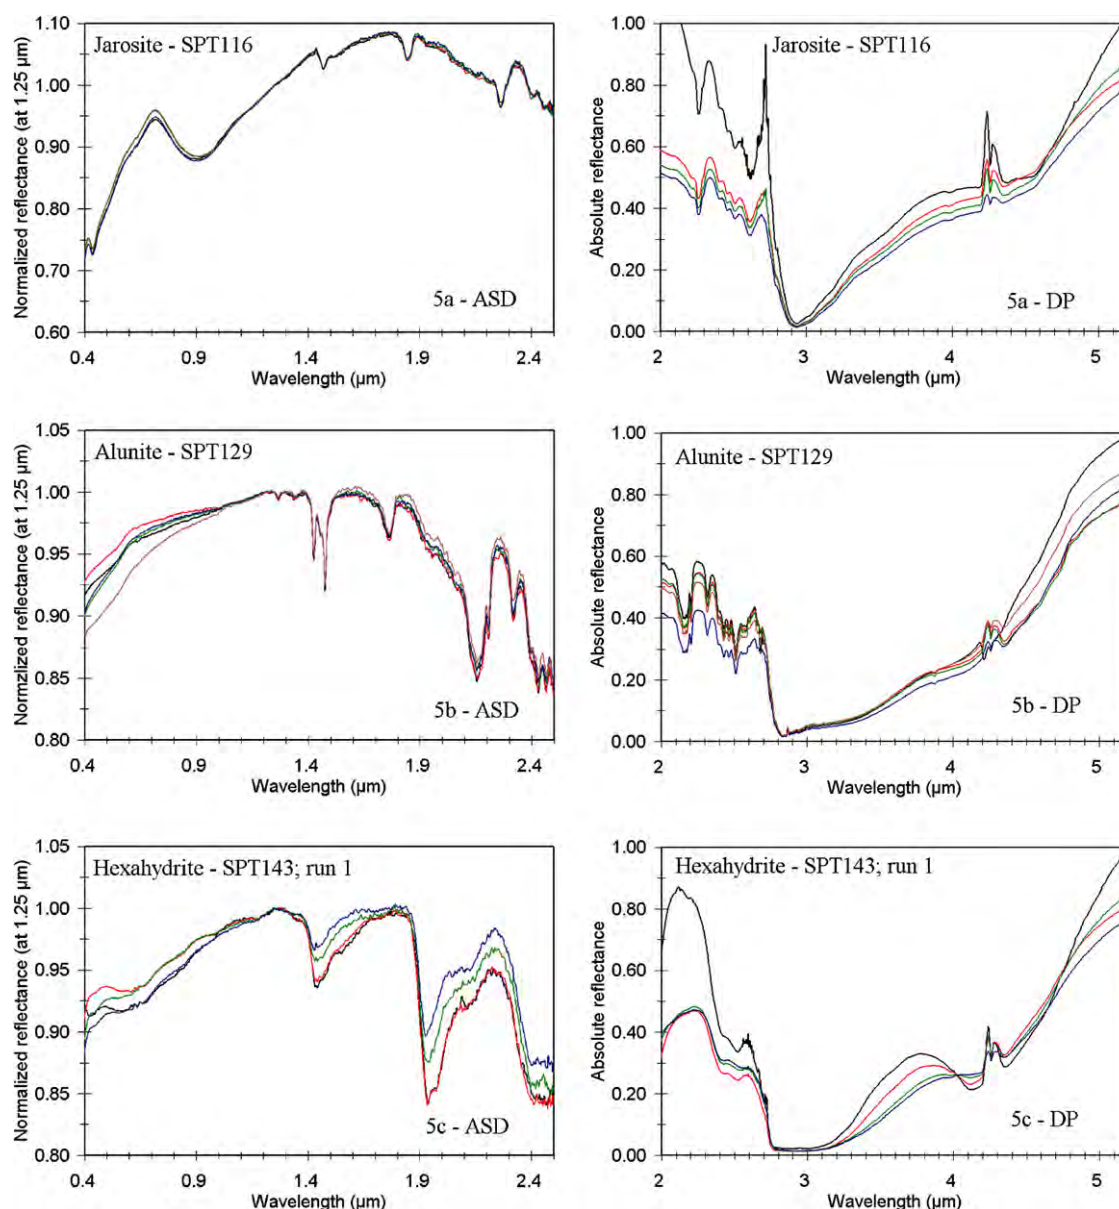 Normalized reflectance (at 1.25 µm)
1.10
1.00
0.90
0.80
0.70
0.60
Jarosite - SPT116
5a - ASD
0.4 0.9 1.4 1.9 2.4
Wavelength (µm)
Absolute reflectance
1.00
0.80
0.60
0.40
0.20
0.00
Jarosite - SPT116
5a - DP
2 3 4 5
Wavelength (µm)
Normzlized reflectance (at 1.25 µm)
1.05
1.00
0.95
0.90
0.85
0.80
Alunite - SPT129
5b - ASD
0.4 0.9 1.4 1.9 2.4
Wavelength (µm)
Absolute reflectance
1.00
0.80
0.60
0.40
0.20
0.00
Alunite - SPT129
5b - DP
2 3 4 5
Wavelength (µm)
Normalized reflectance (at 1.25 µm)
1.05
1.00
0.95
0.90
0.85
0.80
Hexahydrite - SPT143; run 1
5c - ASD
0.4 0.9 1.4 1.9 2.4
Wavelength (µm)
Absolute reflectance
1.00
0.80
0.60
0.40
0.20
0.00
Hexahydrite - SPT143; run 1
5c - DP
2 3 4 5
Wavelength (µm)